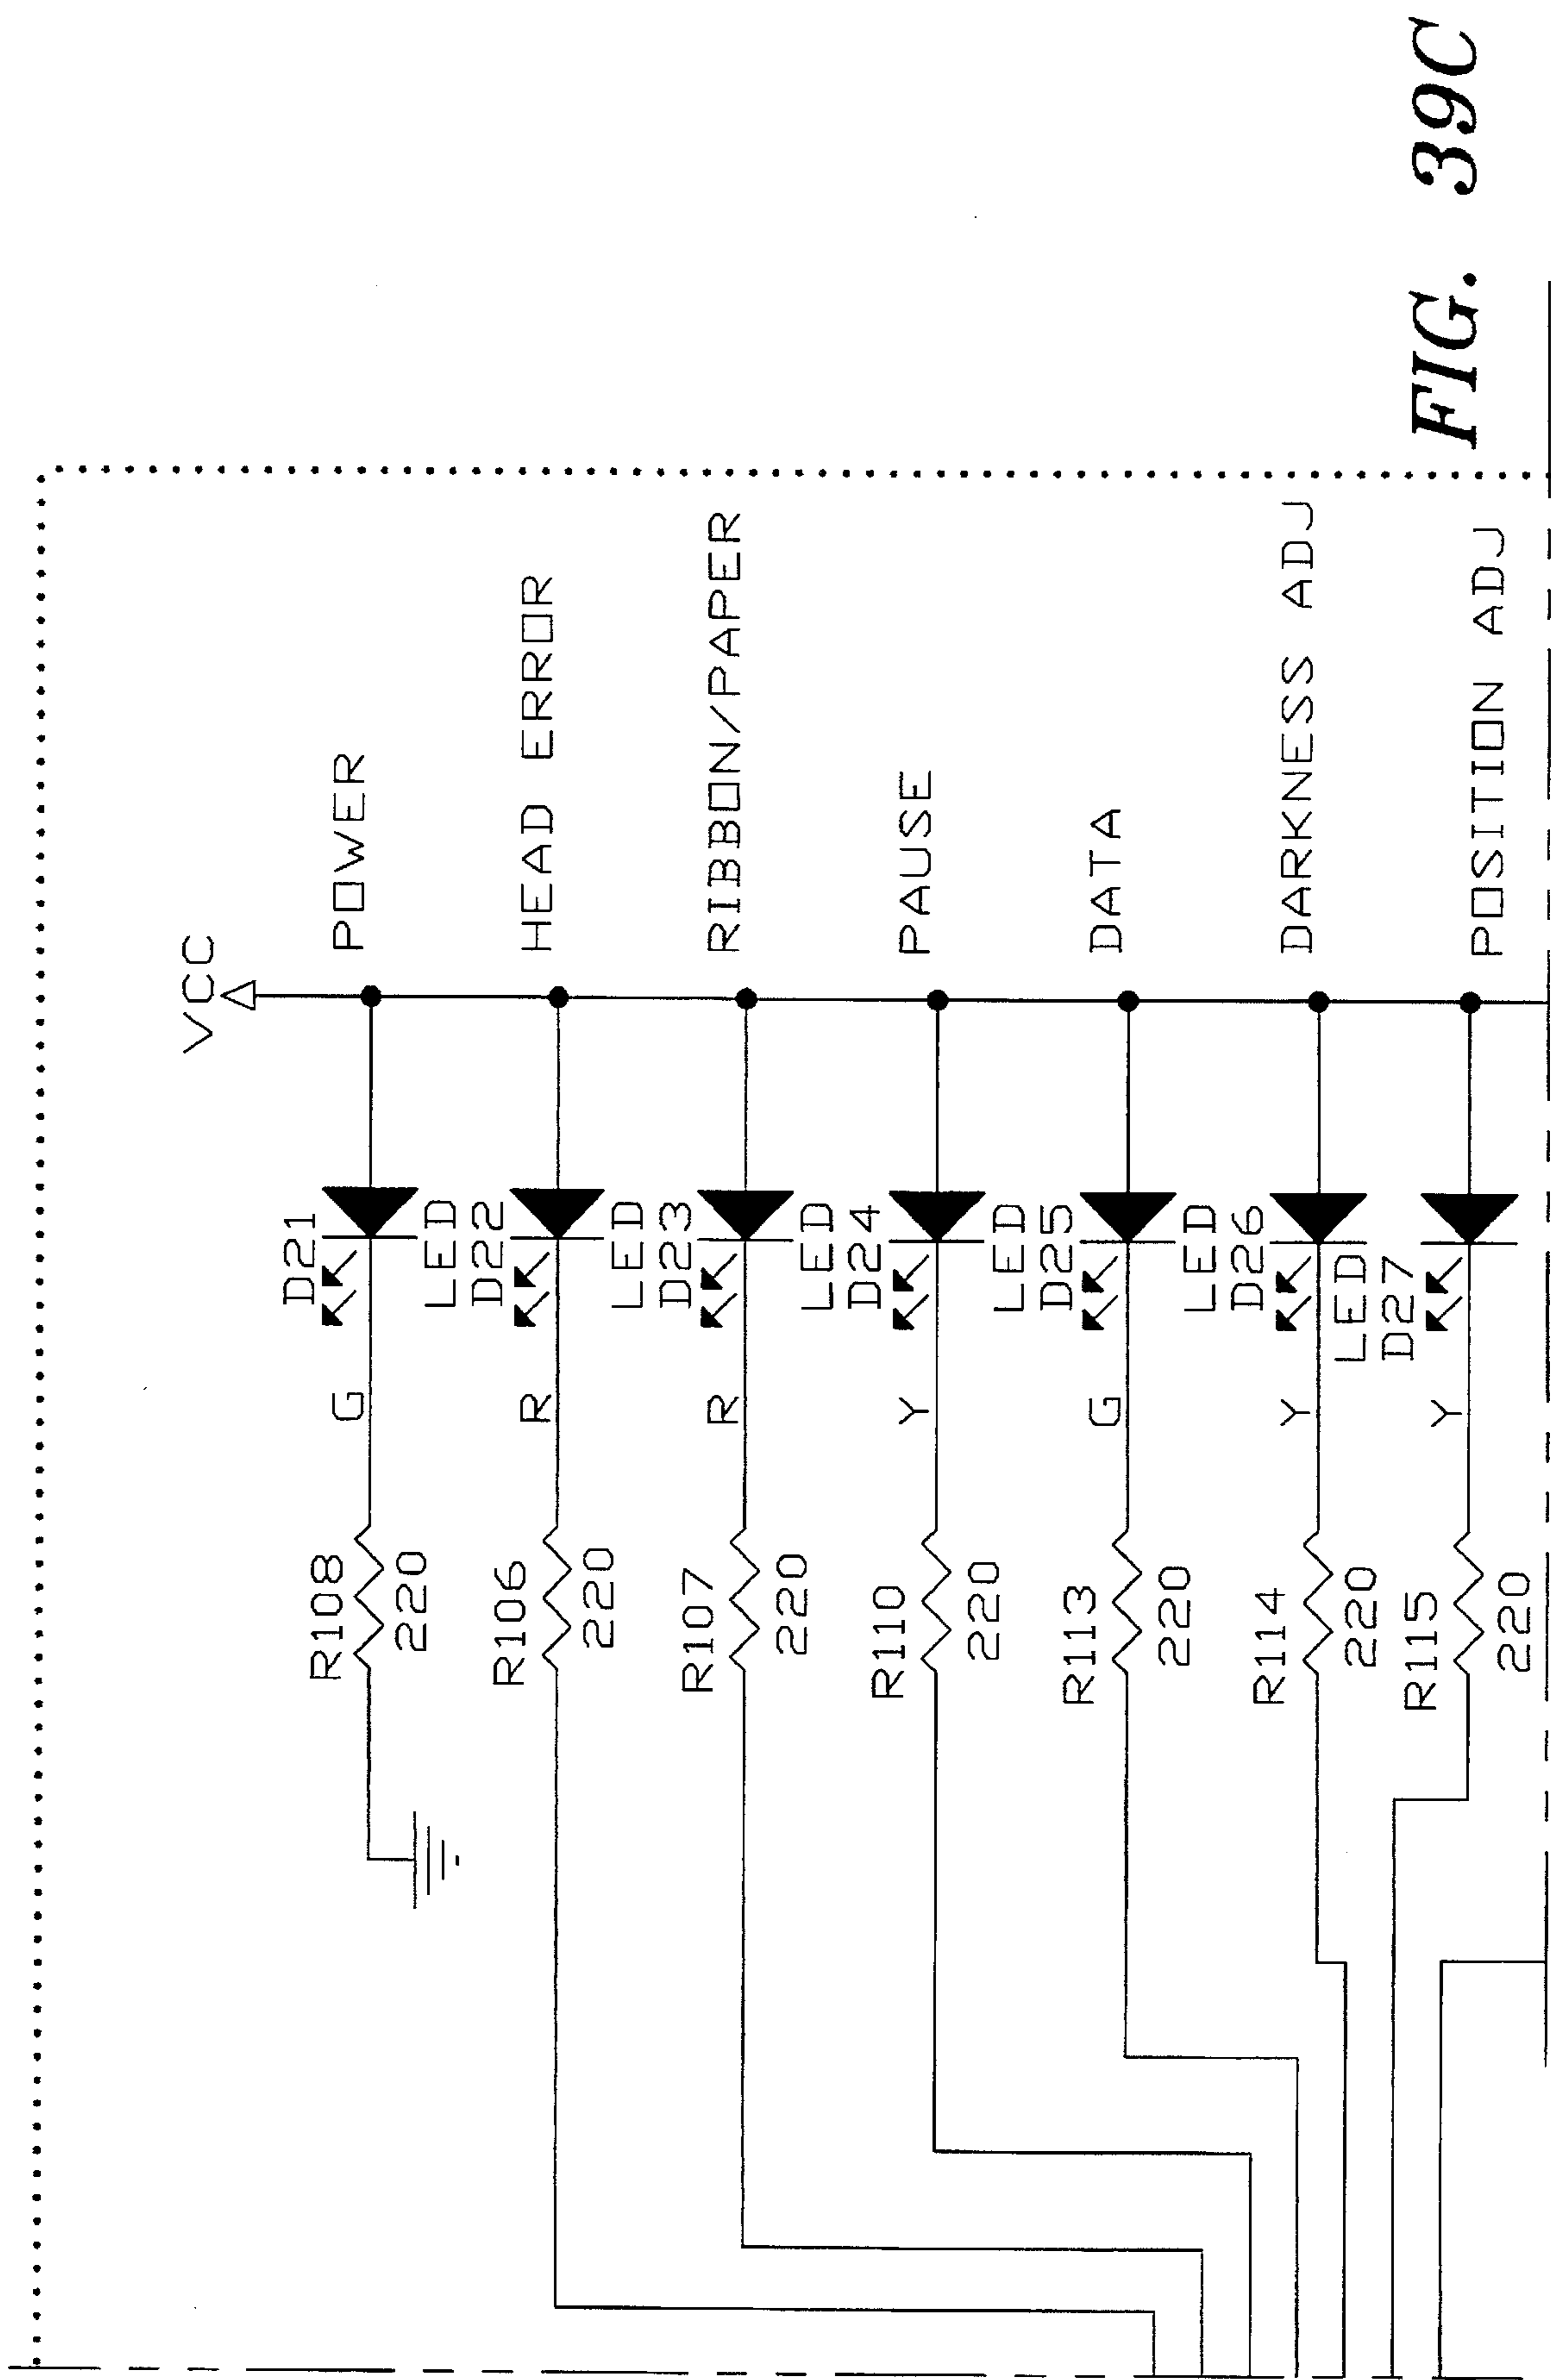 VCC
D21
R108
G
POWER
220
LED
D22
R106
R
HEAD ERROR
220
LED
D23
R107
R
RIBBON/PAPER
220
LED
D24
R110
Y
PAUSE
220
LED
D25
R113
G
DATA
220
LED
D26
R114
Y
DARKNESS ADJ
220
LED
D27
R115
Y
POSITION ADJ
220
FIG. 39C